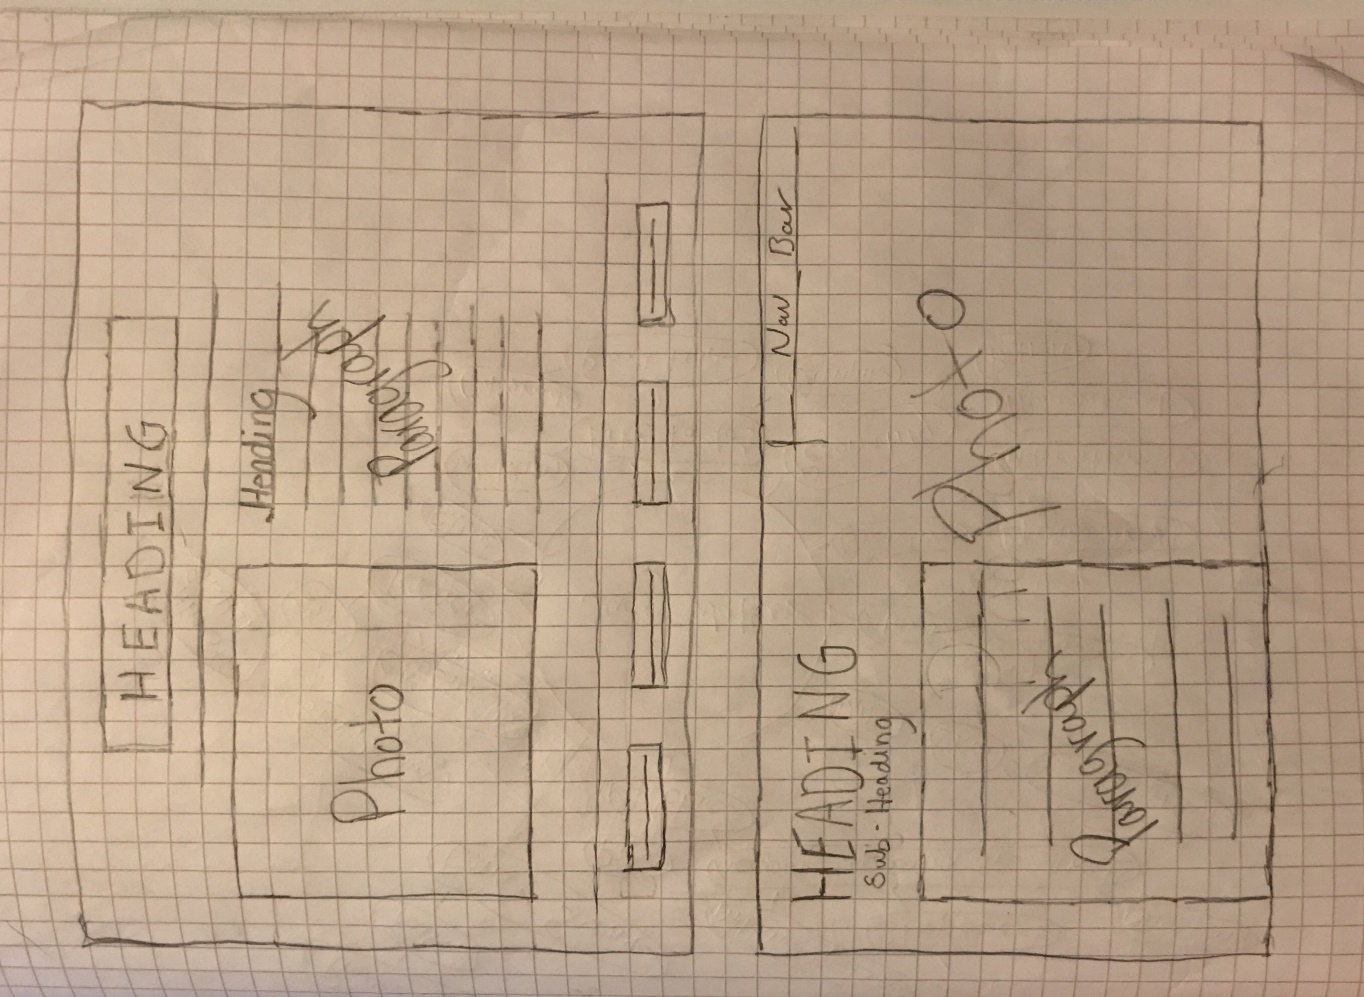 HEADING
Heading
Photo
Paragraph
Nav Bar
HEADING
Sub-Heading
Photo
Paragraph